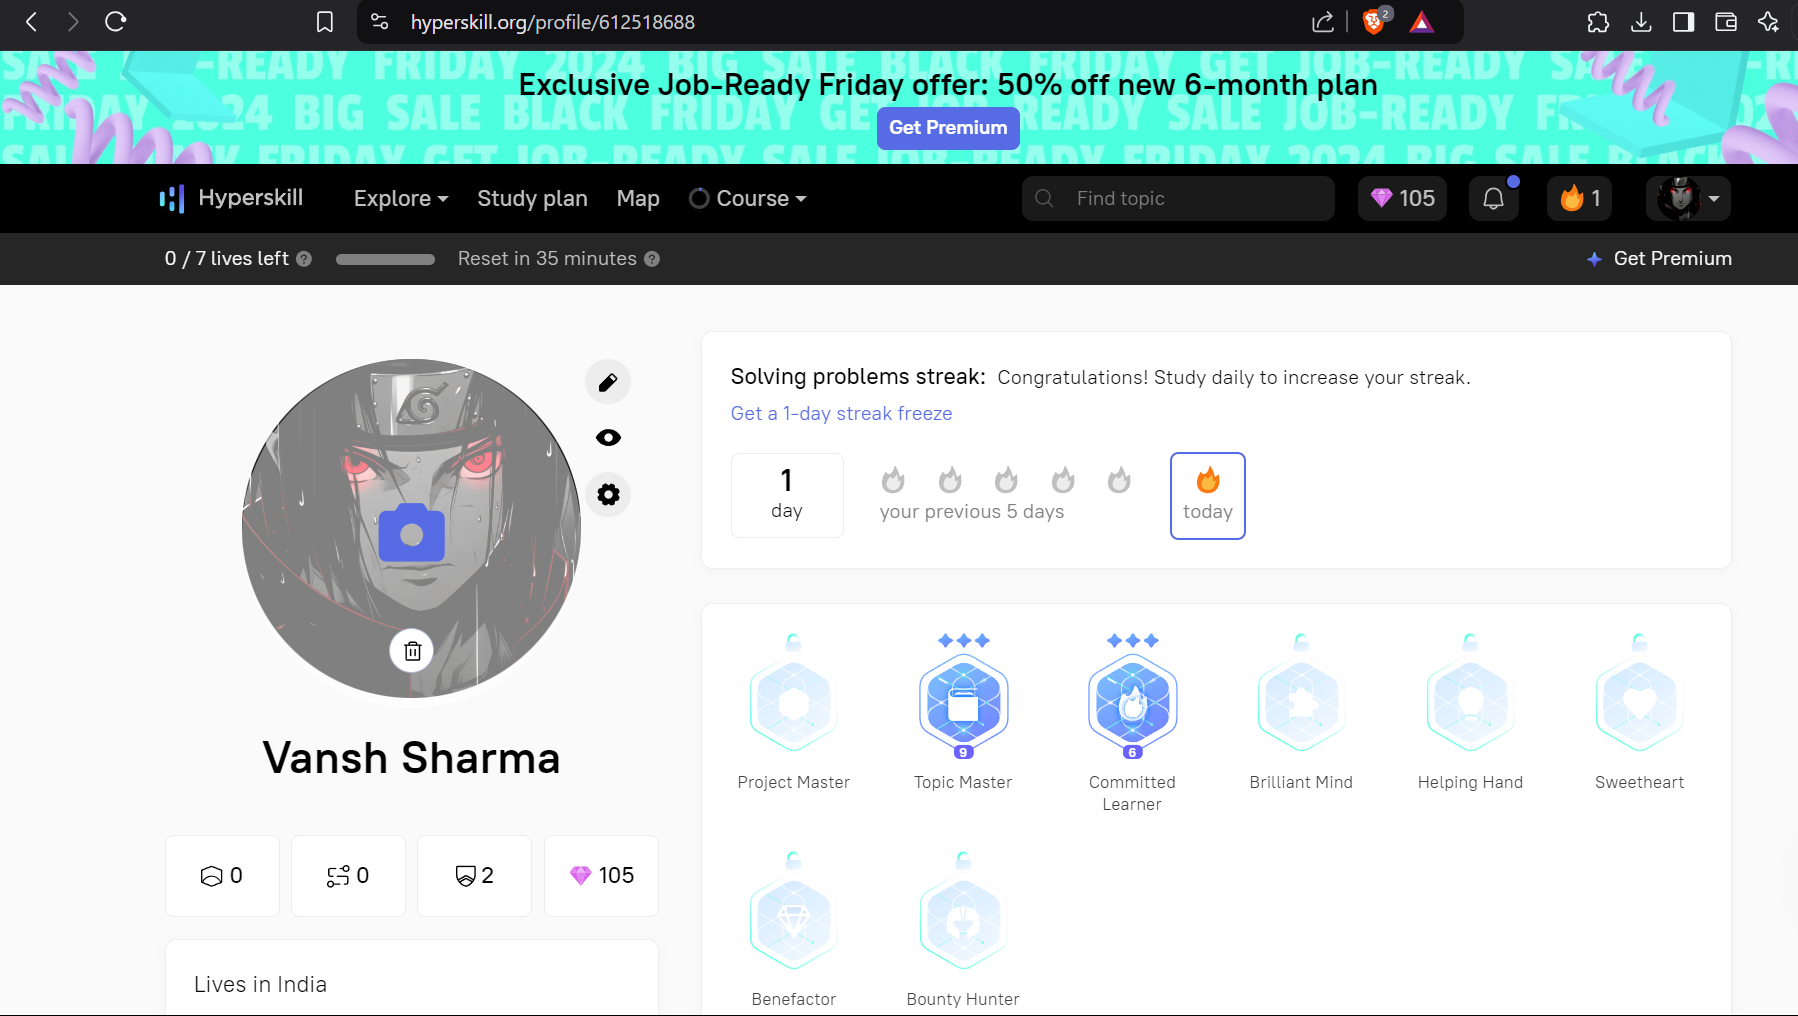 hyperskill.org/profile/612518688
2
Exclusive Job-Ready Friday offer: 50% off new 6-month plan
Get Premium
Hyperskill
Explore
Study plan
Map
Course
Find topic
105
1
0 / 7 lives left
Reset in 35 minutes
Get Premium
Solving problems streak: Congratulations! Study daily to increase your streak.
Get a 1-day streak freeze
1
day
your previous 5 days
today
Vansh Sharma
0
0
2
105
Lives in India
9
6
Project Master
Topic Master
Committed
Learner
Brilliant Mind
Helping Hand
Sweetheart
Benefactor
Bounty Hunter